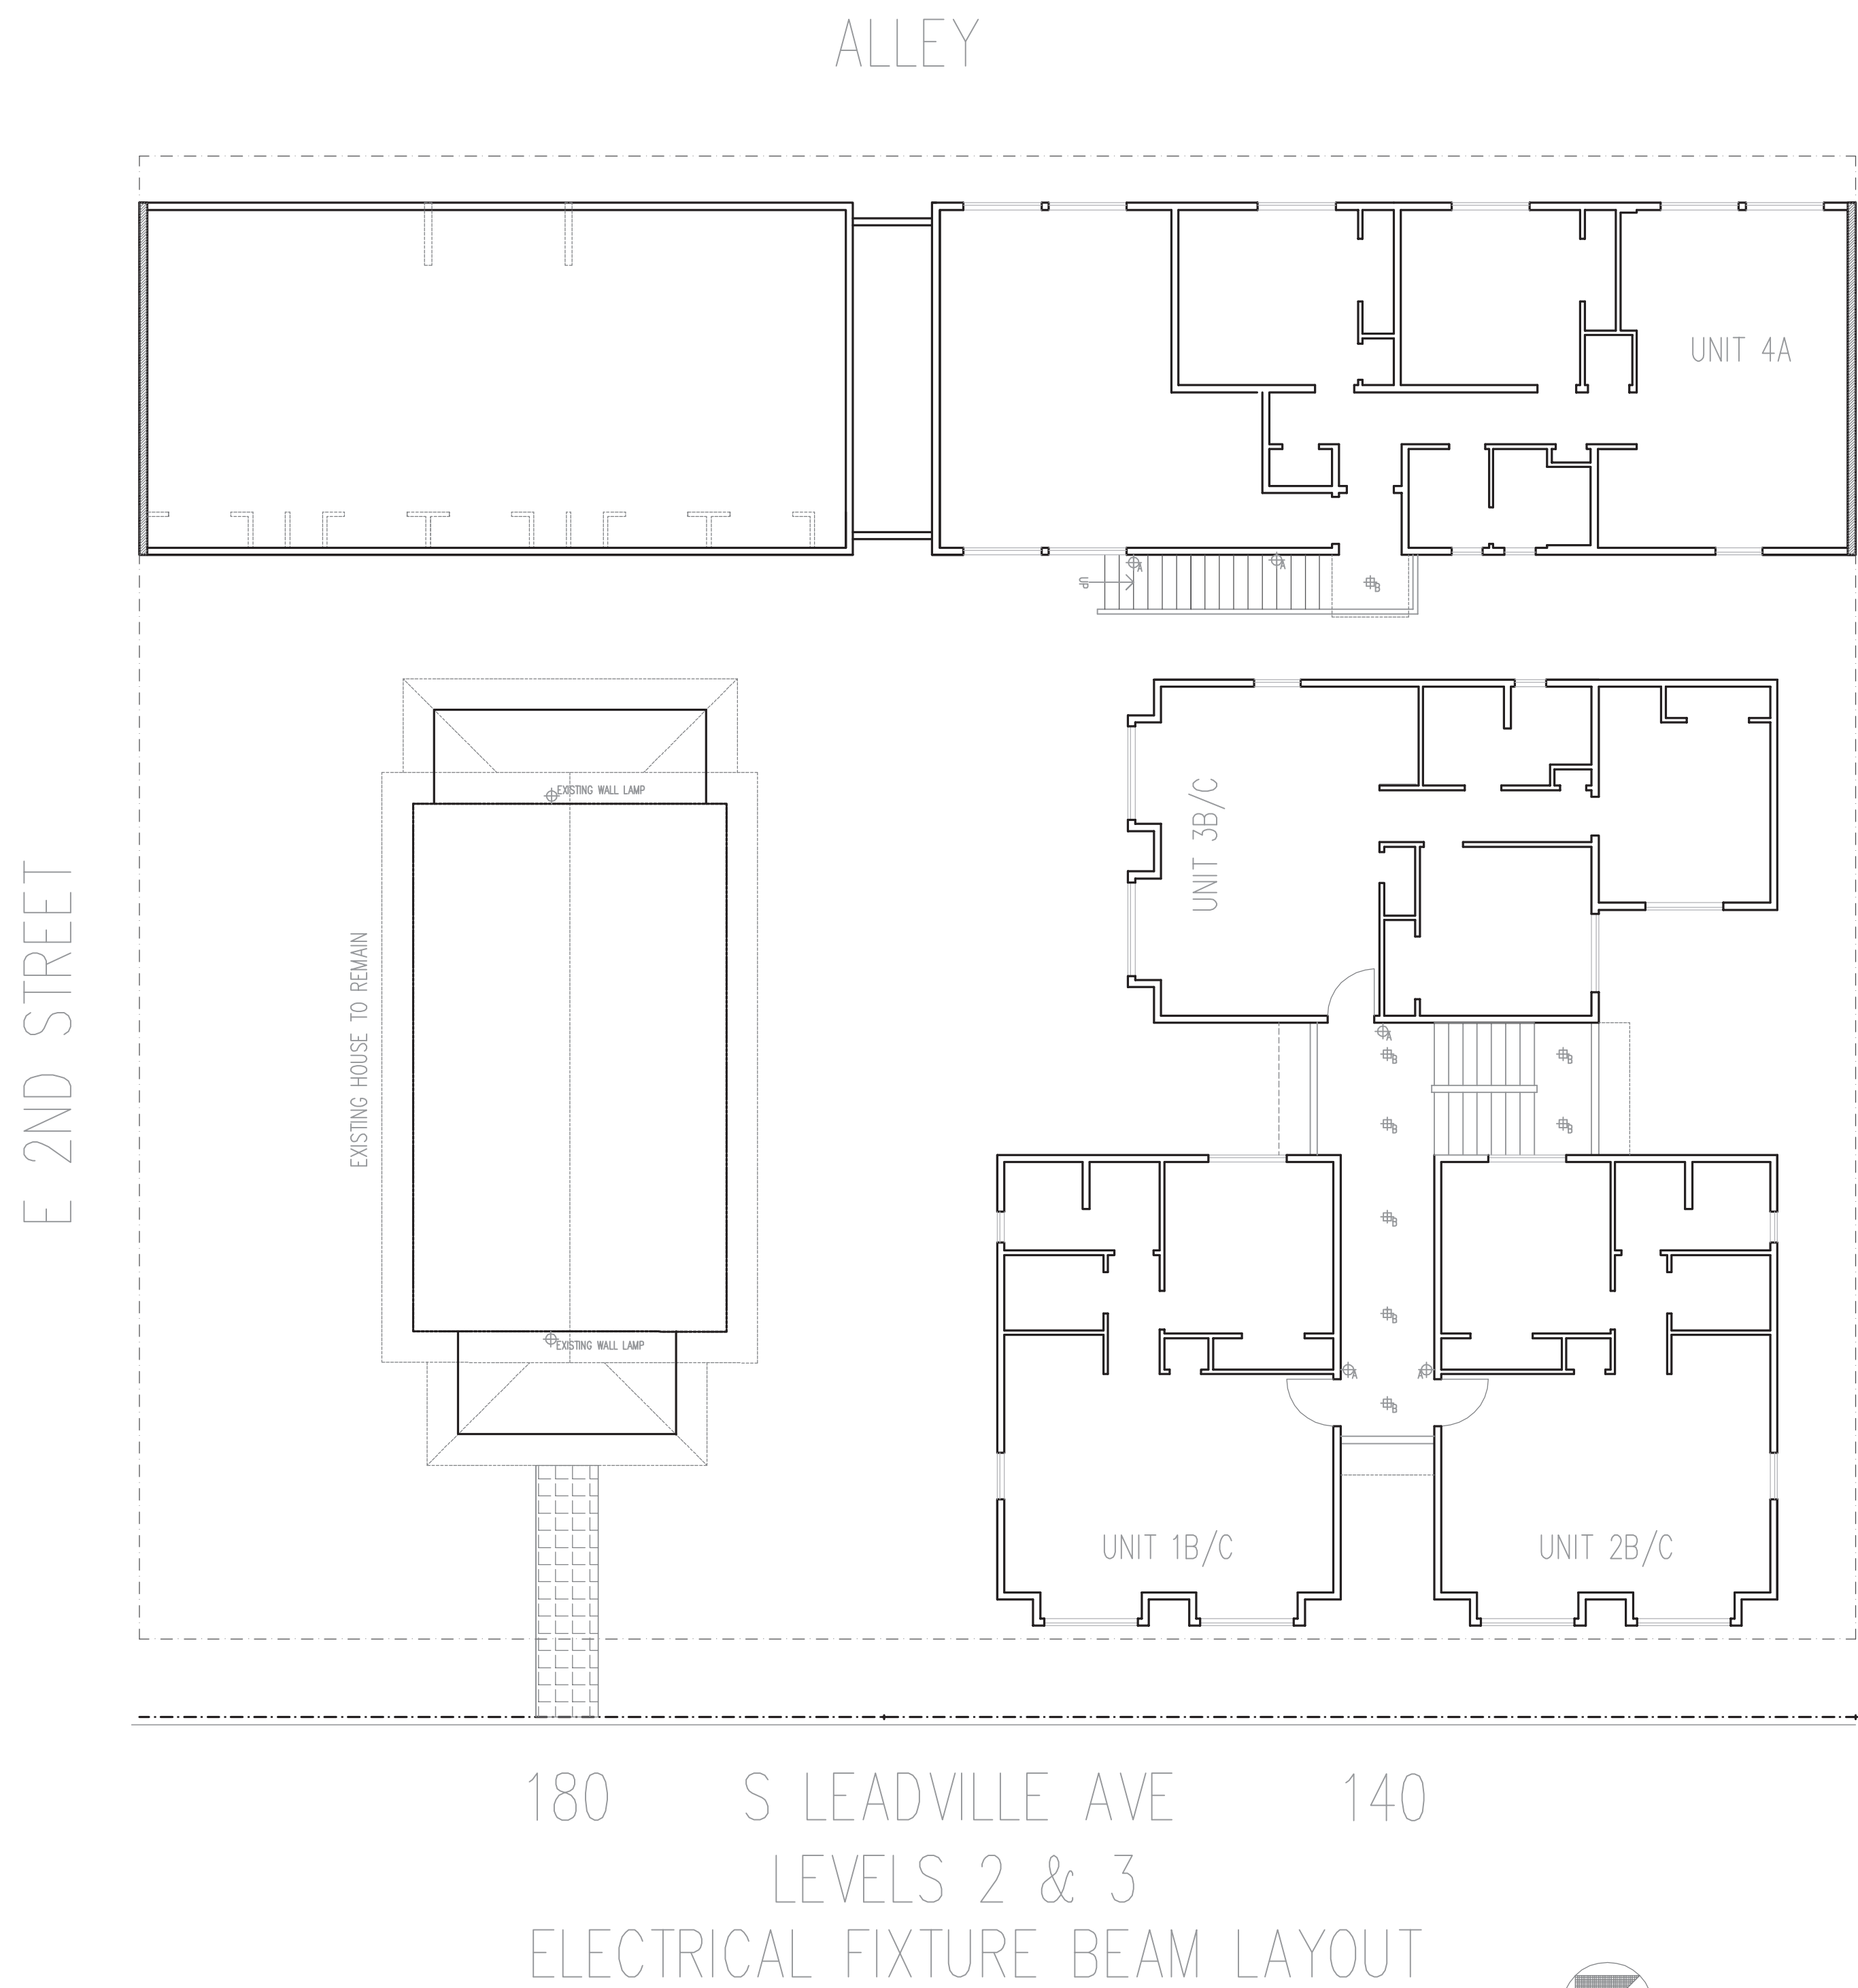 ALLEY
UNIT 4A
A
A
B
dn
EXISTING WALL LAMP
UNIT 3B/C
E 2ND STREET
EXISTING HOUSE TO REMAIN
A
B
B
B
B
B
B
EXISTING WALL LAMP
A
A
B
UNIT 1B/C
UNIT 2B/C
180
S LEADVILLE AVE
140
LEVELS 2 & 3
ELECTRICAL FIXTURE BEAM LAYOUT